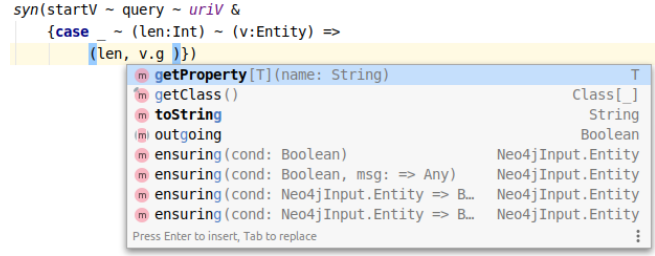 syn(startV ~ query ~ uriV &
{case _ ~ (len:Int) ~ (v:Entity) =>
(len, v.g )})
m getProperty[T](name: String) T
m getClass() Class[_]
m toString String
m outgoing Boolean
m ensuring(cond: Boolean) Neo4jInput.Entity
m ensuring(cond: Boolean, msg: => Any) Neo4jInput.Entity
m ensuring(cond: Neo4jInput.Entity => B… Neo4jInput.Entity
m ensuring(cond: Neo4jInput.Entity => B… Neo4jInput.Entity
Press Enter to insert, Tab to replace